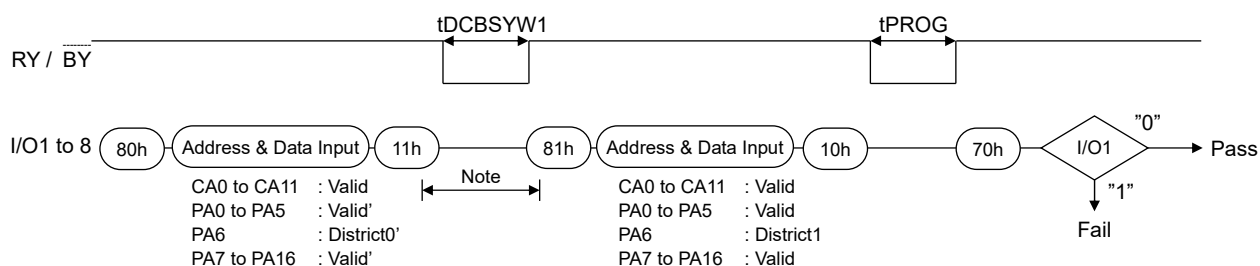 tDCBSYW1 tPROG
RY / BY
I/O1 to 8 80h Address & Data Input 11h 81h Address & Data Input 10h 70h I/O1 ”0” Pass
Note ”1”
CA0 to CA11 : Valid CA0 to CA11 : Valid
PA0 to PA5 : Valid’ PA0 to PA5 : Valid
PA6 : District0’ PA6 : District1 Fail
PA7 to PA16 : Valid’ PA7 to PA16 : Valid